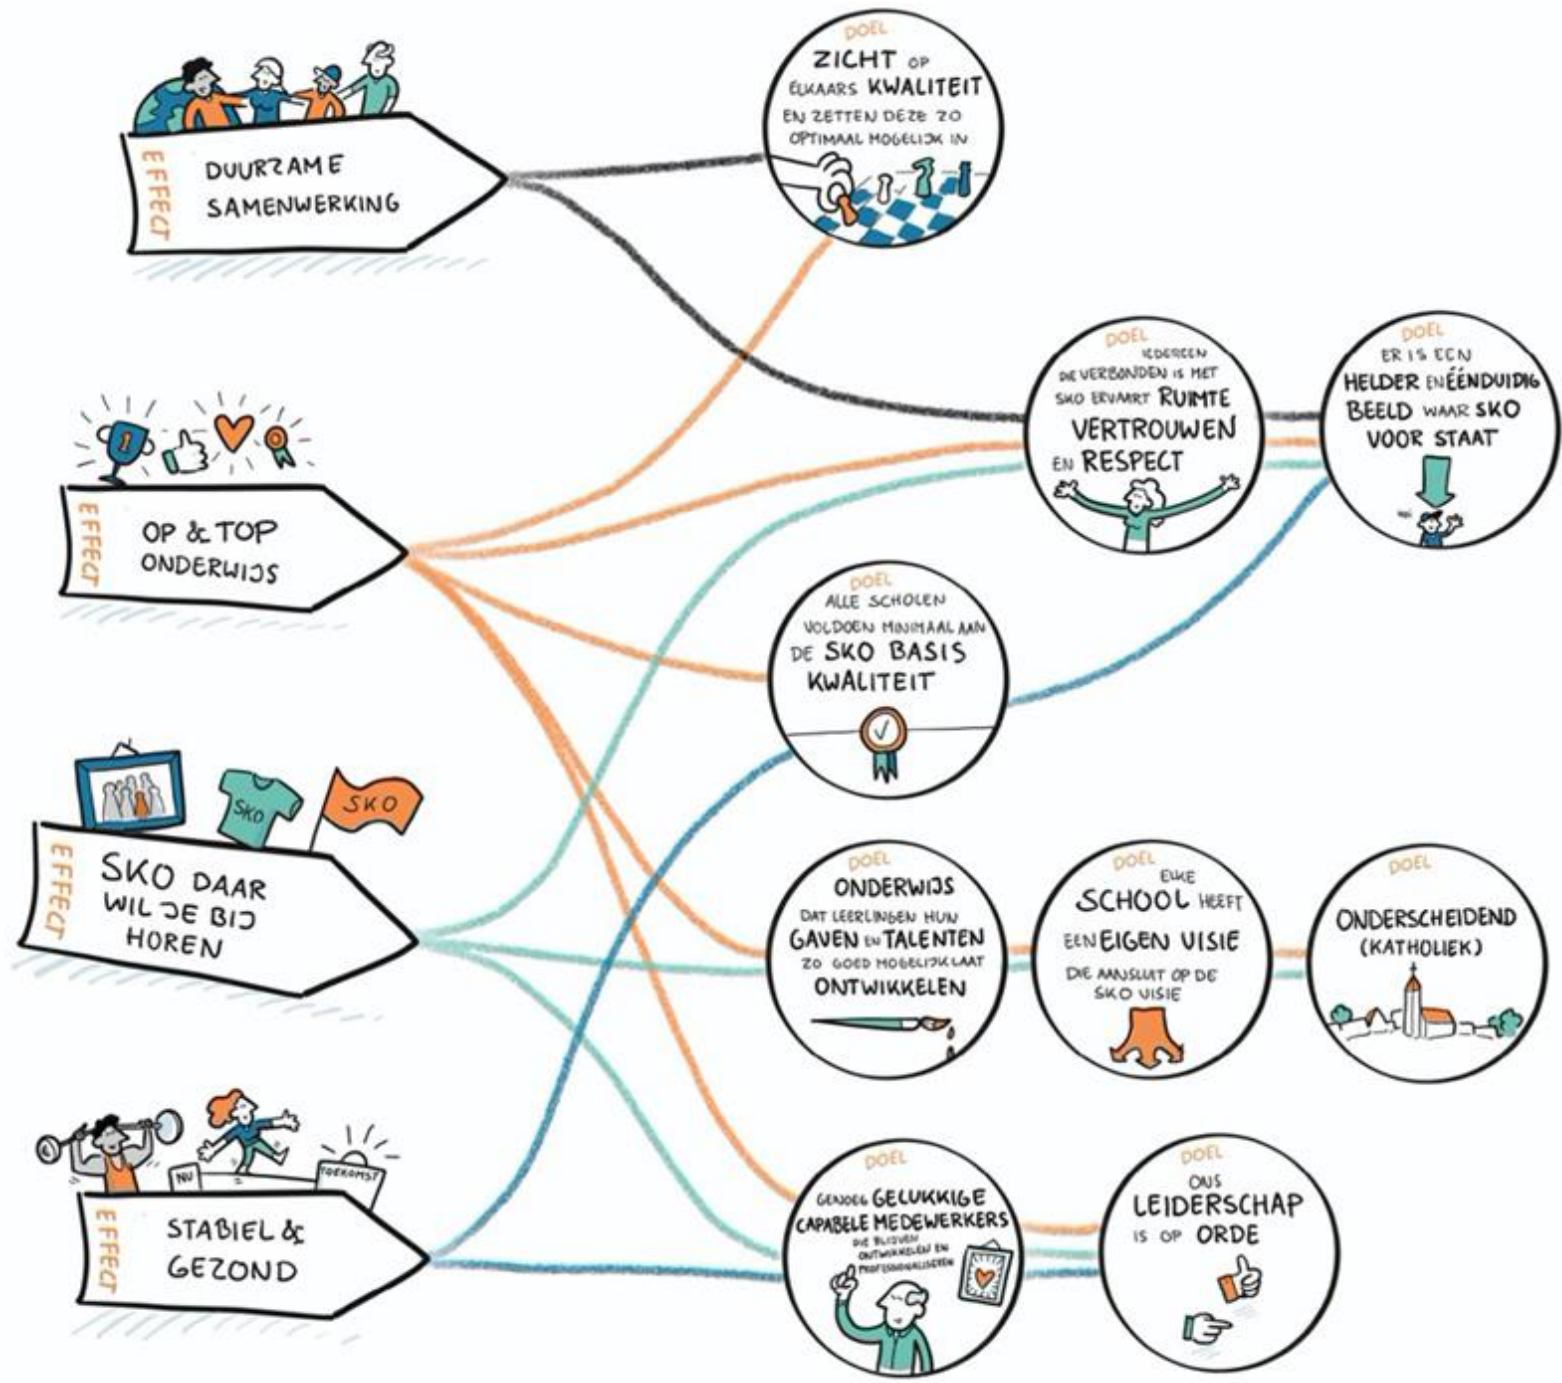 EFFECT
DUURZAME
SAMENWERKING
DOEL
ZICHT OP
ELKAARS KWALITEIT
EN ZETTEN DEZE ZO
OPTIMAAL MOGELIJK IN
EFFECT
OP & TOP
ONDERWIJS
DOEL
IEDEREEN
DIE VERBONDEN IS MET
SKO ERVAART RUIMTE
VERTROUWEN
EN RESPECT
DOEL
ER IS EEN
HELDER EN ÉÉNDUIDIG
BEELD WAAR SKO
VOOR STAAT
DOEL
ALLE SCHOLEN
VOLDOEN MINIMAAL AAN
DE SKO BASIS
KWALITEIT
SKO
SKO
EFFECT
SKO DAAR
WIL JE BIJ
HOREN
DOEL
ONDERWIJS
DAT LEERLINGEN HUN
GAVEN EN TALENTEN
ZO GOED MOGELIJK LAAT
ONTWIKKELEN
DOEL
ELKE
SCHOOL HEEFT
EEN EIGEN VISIE
DIE AANSLUIT OP DE
SKO VISIE
DOEL
ONDERSCHEIDEND
(KATHOLIEK)
NU
TOEKOMST
EFFECT
STABIEL &
GEZOND
DOEL
GENOEG GELUKKIGE
CAPABELE MEDEWERKERS
DIE BLIJVEN
ONTWIKKELEN EN
PROFESSIONALISEREN
DOEL
ONS
LEIDERSCHAP
IS OP ORDE